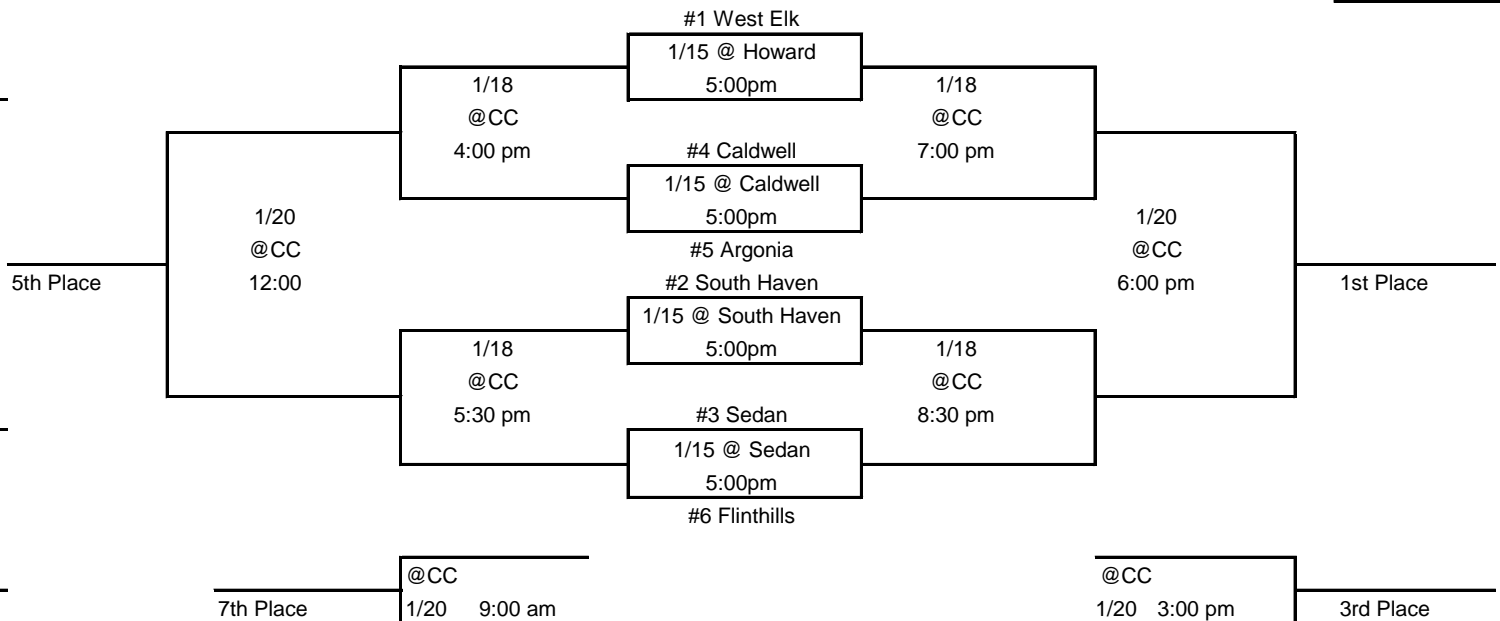 #1 West Elk
1/15 @ Howard
1/18
5:00pm
1/18
@CC
@CC
4:00 pm
#4 Caldwell
7:00 pm
1/15 @ Caldwell
1/20
5:00pm
1/20
@CC
#5 Argonia
@CC
5th Place
12:00
#2 South Haven
6:00 pm
1st Place
1/15 @ South Haven
1/18
5:00pm
1/18
@CC
@CC
5:30 pm
#3 Sedan
8:30 pm
1/15 @ Sedan
5:00pm
#6 Flinthills
@CC
@CC
7th Place
1/20 9:00 am
1/20 3:00 pm
3rd Place